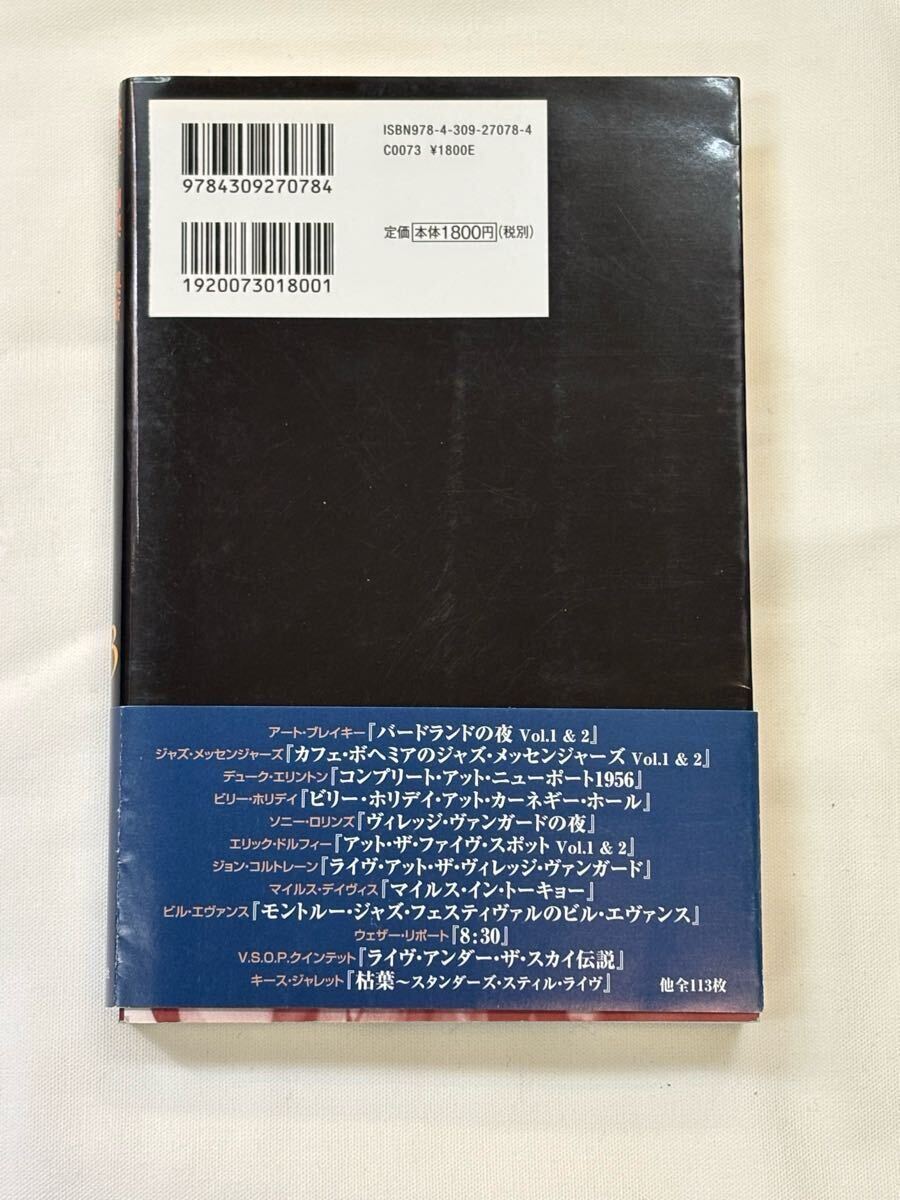 ISBN978-4-309-27078-4
C0073 ¥1800E
9784309270784
定価 本体1800円(税別)
1920073018001
アート・ブレイキー『バードランドの夜 Vol.1 & 2』
ジャズ・メッセンジャーズ『カフェ・ボヘミアのジャズ・メッセンジャーズ Vol.1 & 2』
デューク・エリントン『コンプリート・アット・ニューポート1956』
ビリー・ホリデイ『ビリー・ホリデイ・アット・カーネギー・ホール』
ソニー・ロリンズ『ヴィレッジ・ヴァンガードの夜』
エリック・ドルフィー『アット・ザ・ファイヴ・スポット Vol.1 & 2』
ジョン・コルトレーン『ライヴ・アット・ザ・ヴィレッジ・ヴァンガード』
マイルス・デイヴィス『マイルス・イン・トーキョー』
ビル・エヴァンス『モントルー・ジャズ・フェスティヴァルのビル・エヴァンス』
ウェザー・リポート『8:30』
V.S.O.P.クインテット『ライヴ・アンダー・ザ・スカイ伝説』
キース・ジャレット『枯葉〜スタンダーズ・スティル・ライヴ』
他全113枚